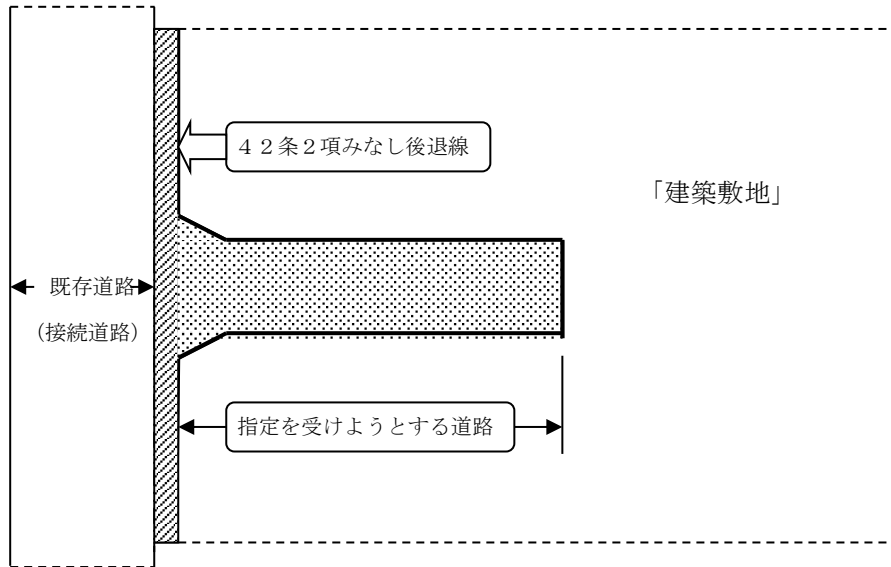 ４２条２項みなし後退線
「建築敷地」
既存道路
（接続道路）
指定を受けようとする道路